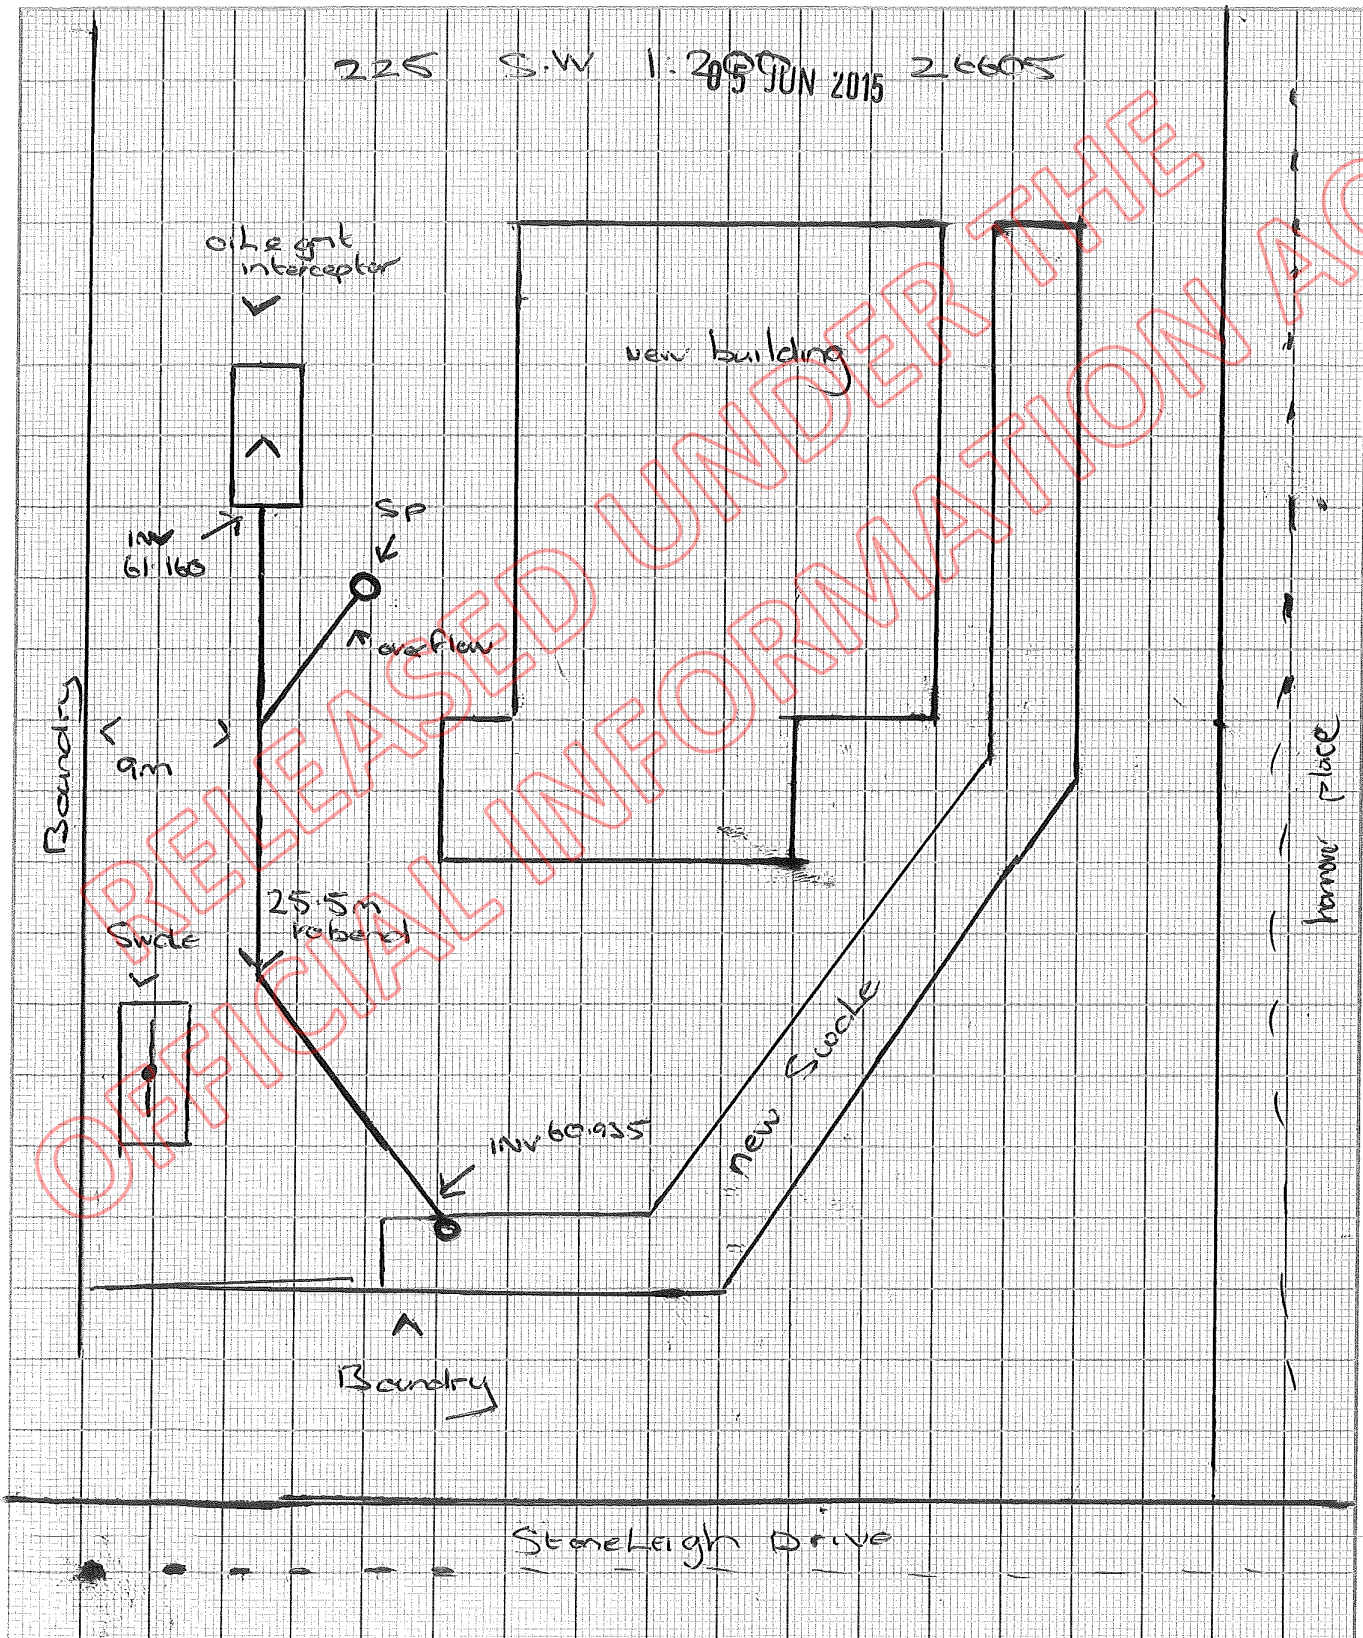 225 S.W 1:200 26605
05 JUN 2015
oil e grit
interceptor
new building
Sp
INV
61.160
overflow
Boundry
9m
25.5m
to bend
Swale
new Swale
INV 60.935
Boundry
hanover Place
StoneLeigh Drive
RELEASED UNDER THE
OFFICIAL INFORMATION AC